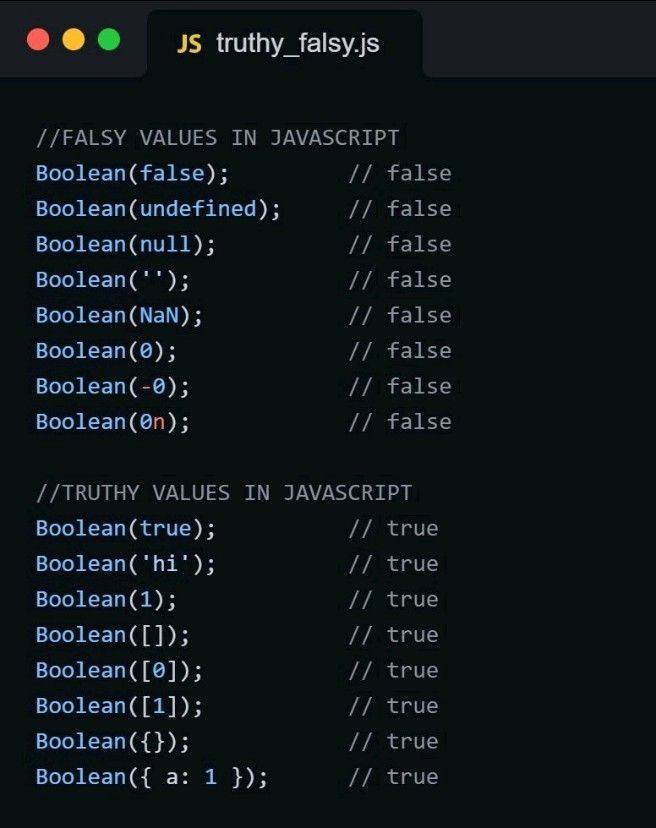 JS truthy_falsy.js
//FALSY VALUES IN JAVASCRIPT
Boolean(false); // false
Boolean(undefined); // false
Boolean(null); // false
Boolean(''); // false
Boolean(NaN); // false
Boolean(0); // false
Boolean(-0); // false
Boolean(0n); // false
//TRUTHY VALUES IN JAVASCRIPT
Boolean(true); // true
Boolean('hi'); // true
Boolean(1); // true
Boolean([]); // true
Boolean([0]); // true
Boolean([1]); // true
Boolean({}); // true
Boolean({ a: 1 }); // true